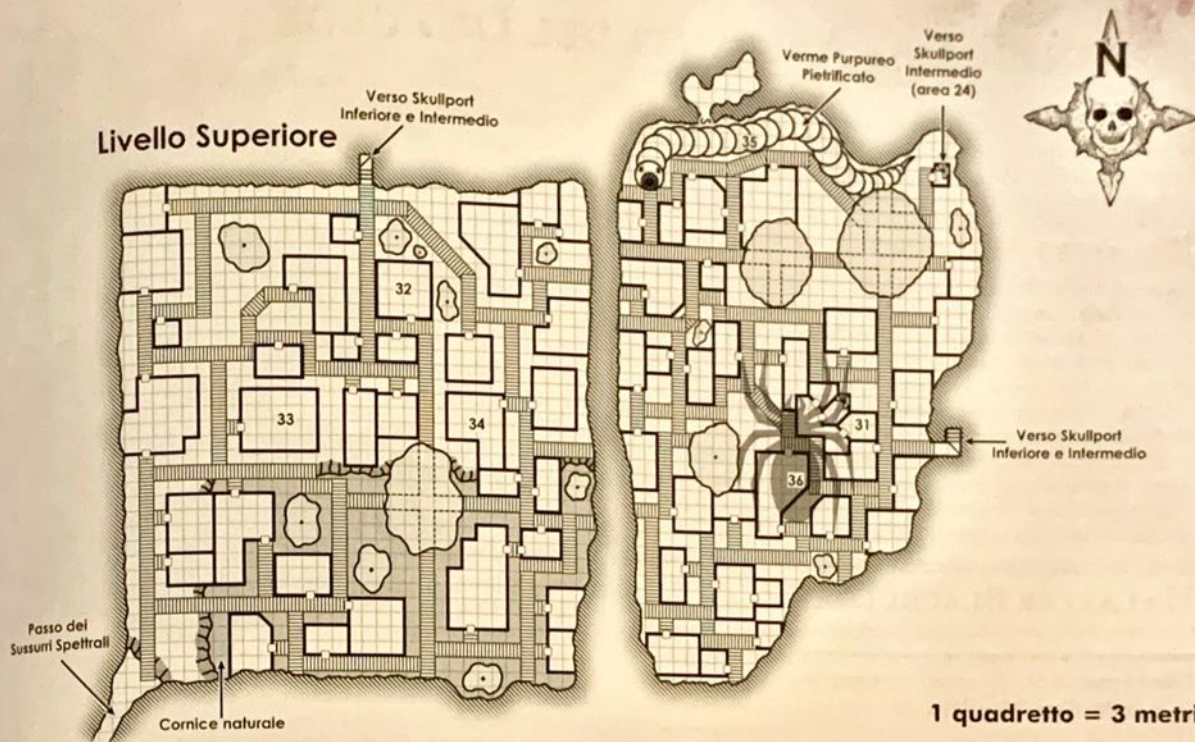 Verso
Skullport
Intermedio
(area 24)
N
Verme Purpureo
Pietrificato
Verso Skullport
Inferiore e Intermedio
Livello Superiore
35
32
33
34
31
36
Verso Skullport
Inferiore e Intermedio
Passo dei
Sussurri Spettrali
Cornice naturale
1 quadretto = 3 metri